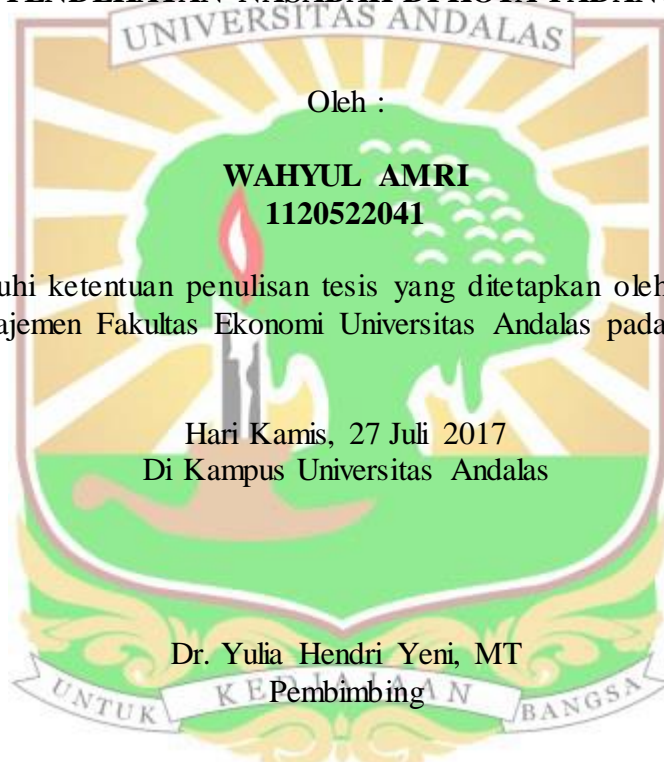 NASABAH DI KOTA
UNIVERSITAS ANDALAS
Oleh :
WAHYUL AMRI
1120522041
uhi ketentuan penulisan tesis yang ditetapkan oleh
ajemen Fakultas Ekonomi Universitas Andalas pada
Hari Kamis, 27 Juli 2017
Di Kampus Universitas Andalas
Dr. Yulia Hendri Yeni, MT
Pembimbing
UNTUK KEDJAJAAN BANGSA